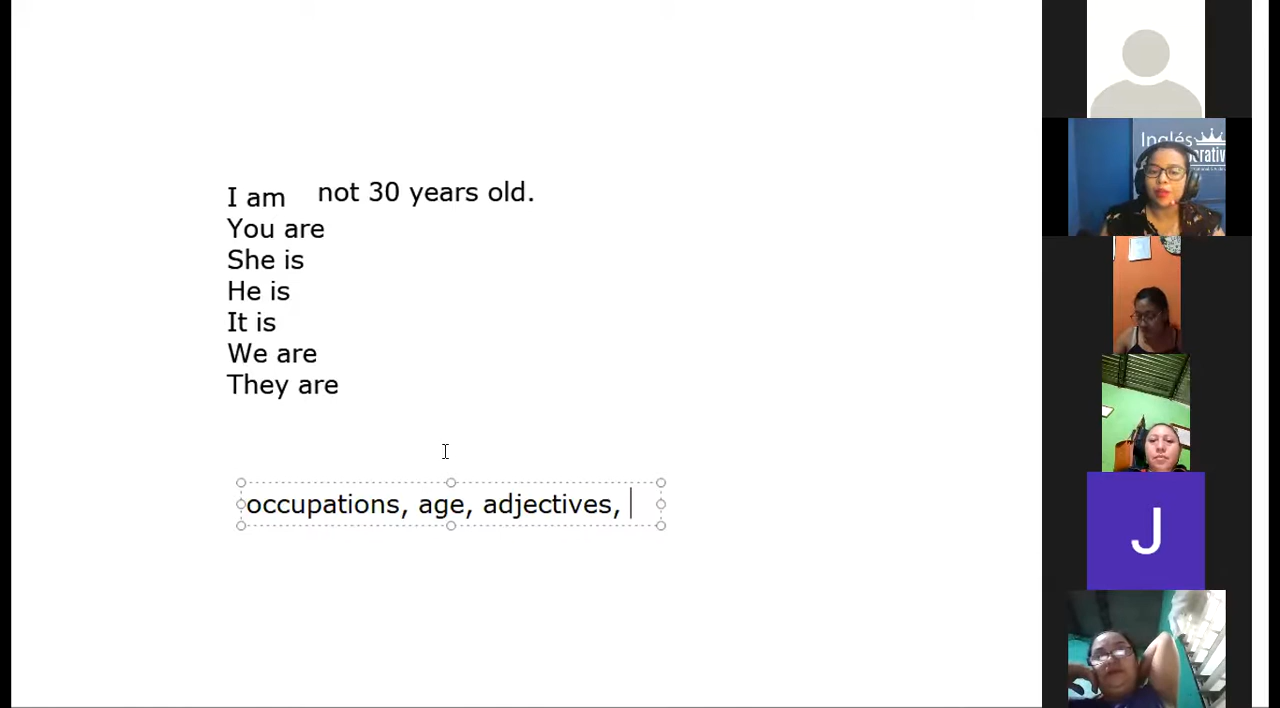 I am not 30 years old.
You are
She is
He is
It is
We are
They are
occupations, age, adjectives,
Inglés
J